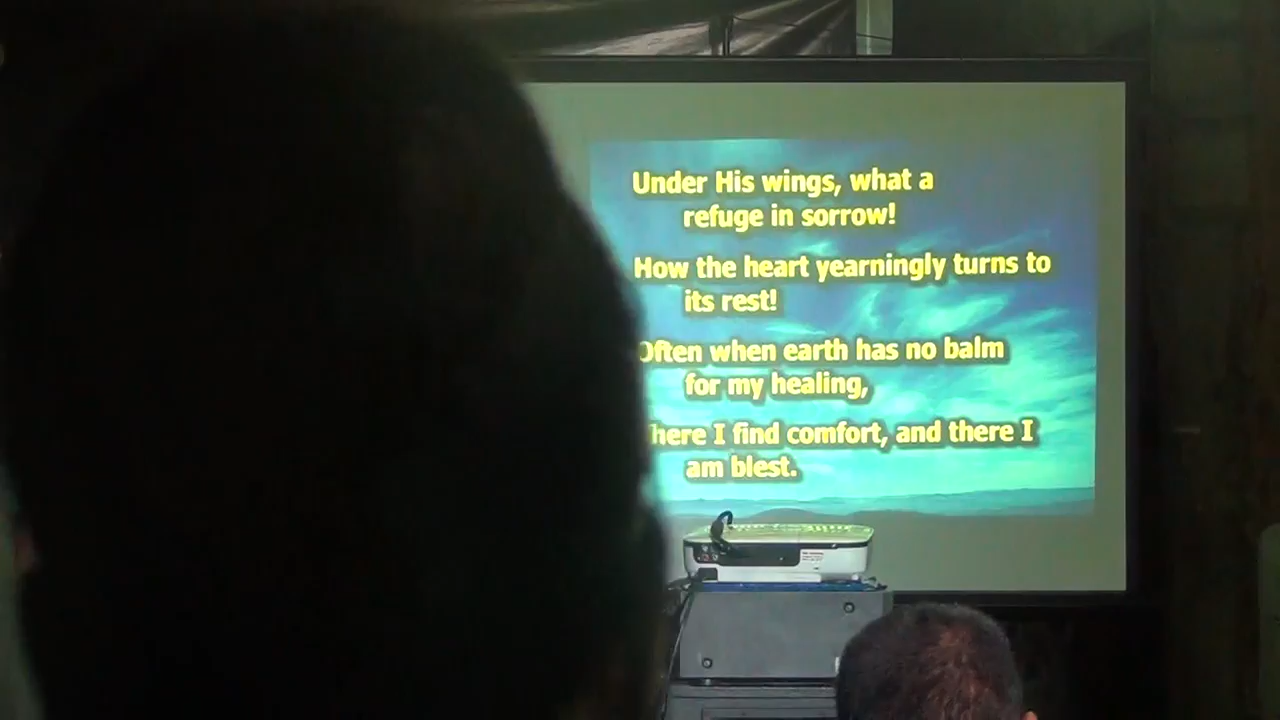 Under His wings, what a
refuge in sorrow!
How the heart yearningly turns to
its rest!
Often when earth has no balm
for my healing,
There I find comfort, and there I
am blest.